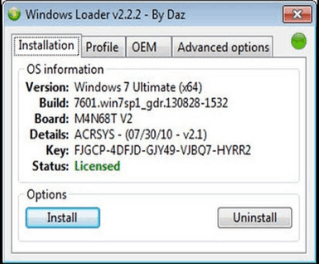 Windows Loader v2.2.2 - By Daz
Installation Profile OEM Advanced options
OS information
Version: Windows 7 Ultimate (x64)
Build: 7601.win7sp1_gdr.130828-1532
Board: M4N68T V2
Details: ACRSYS - (07/30/10 - v2.1)
Key: FJGCP-4DFJD-GJY49-VJBQ7-HYRR2
Status: Licensed
Options
Install Uninstall